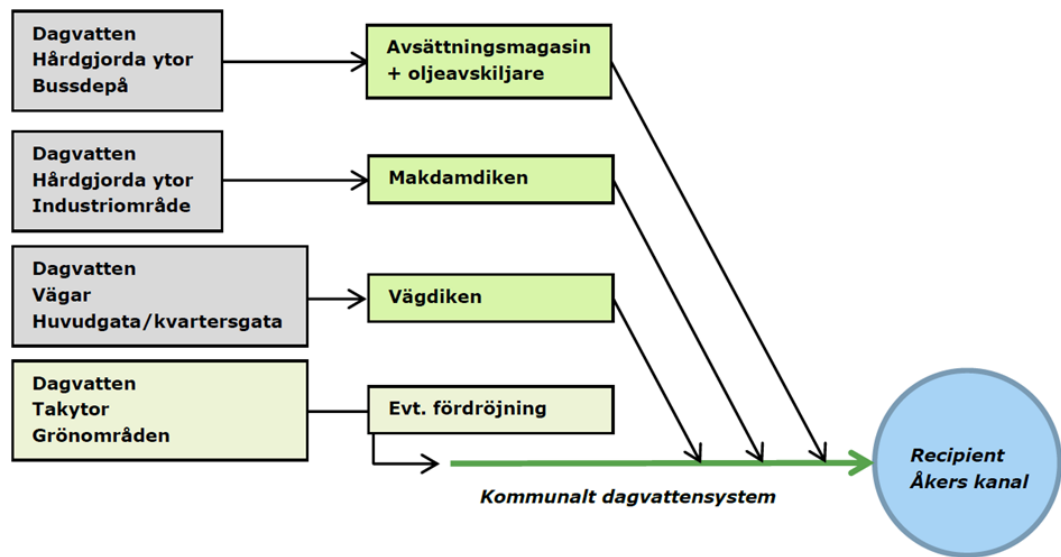 Dagvatten
Hårdgjorda ytor
Bussdepå
Avsättningsmagasin
+ oljeavskiljare
Dagvatten
Hårdgjorda ytor
Industriområde
Makdamdiken
Dagvatten
Vägar
Huvudgata/kvartersgata
Vägdiken
Dagvatten
Takytor
Grönområden
Evt. fördröjning
Kommunalt dagvattensystem
Recipient
Åkers kanal